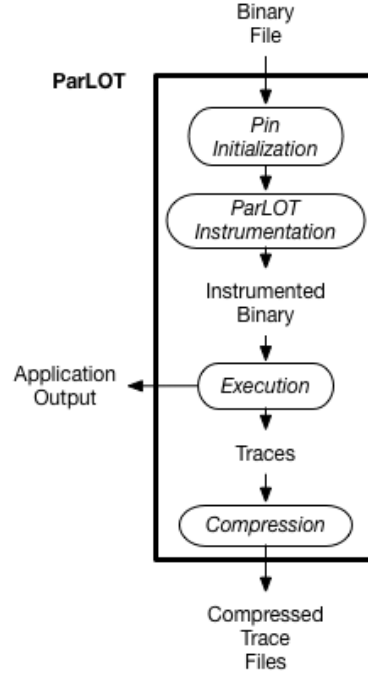 Binary
File
ParLOT
Pin
Initialization
ParLOT
Instrumentation
Instrumented
Binary
Application
Output
Execution
Traces
Compression
Compressed
Trace
Files